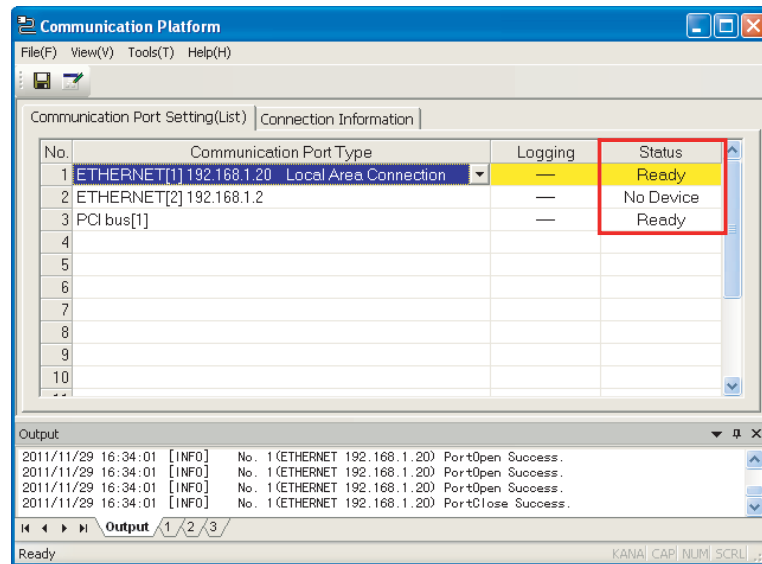 Communication Platform
File(F) View(V) Tools(T) Help(H)
Communication Port Setting(List) Connection Information
No. Communication Port Type Logging Status
1 ETHERNET[1] 192.168.1.20 Local Area Connection — Ready
2 ETHERNET[2] 192.168.1.2 — No Device
3 PCI bus[1] — Ready
4
5
6
7
8
9
10
Output
2011/11/29 16:34:01 [INFO] No. 1(ETHERNET 192.168.1.20) PortOpen Success.
2011/11/29 16:34:01 [INFO] No. 1(ETHERNET 192.168.1.20) PortOpen Success.
2011/11/29 16:34:01 [INFO] No. 1(ETHERNET 192.168.1.20) PortOpen Success.
2011/11/29 16:34:01 [INFO] No. 1(ETHERNET 192.168.1.20) PortClose Success.
Output 1 2 3
Ready KANA CAP NUM SCRL